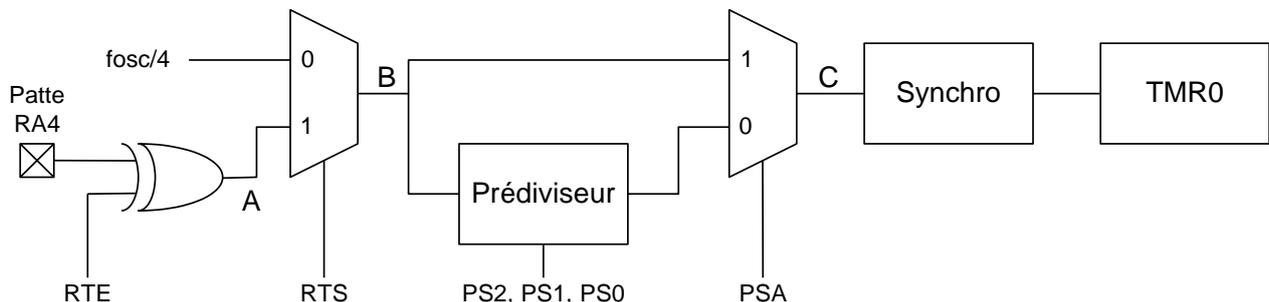 fosc/4
0
1
Patte
RA4
A
B
1
0
C
Synchro
TMR0
Prédiviseur
RTE
RTS
PS2, PS1, PS0
PSA